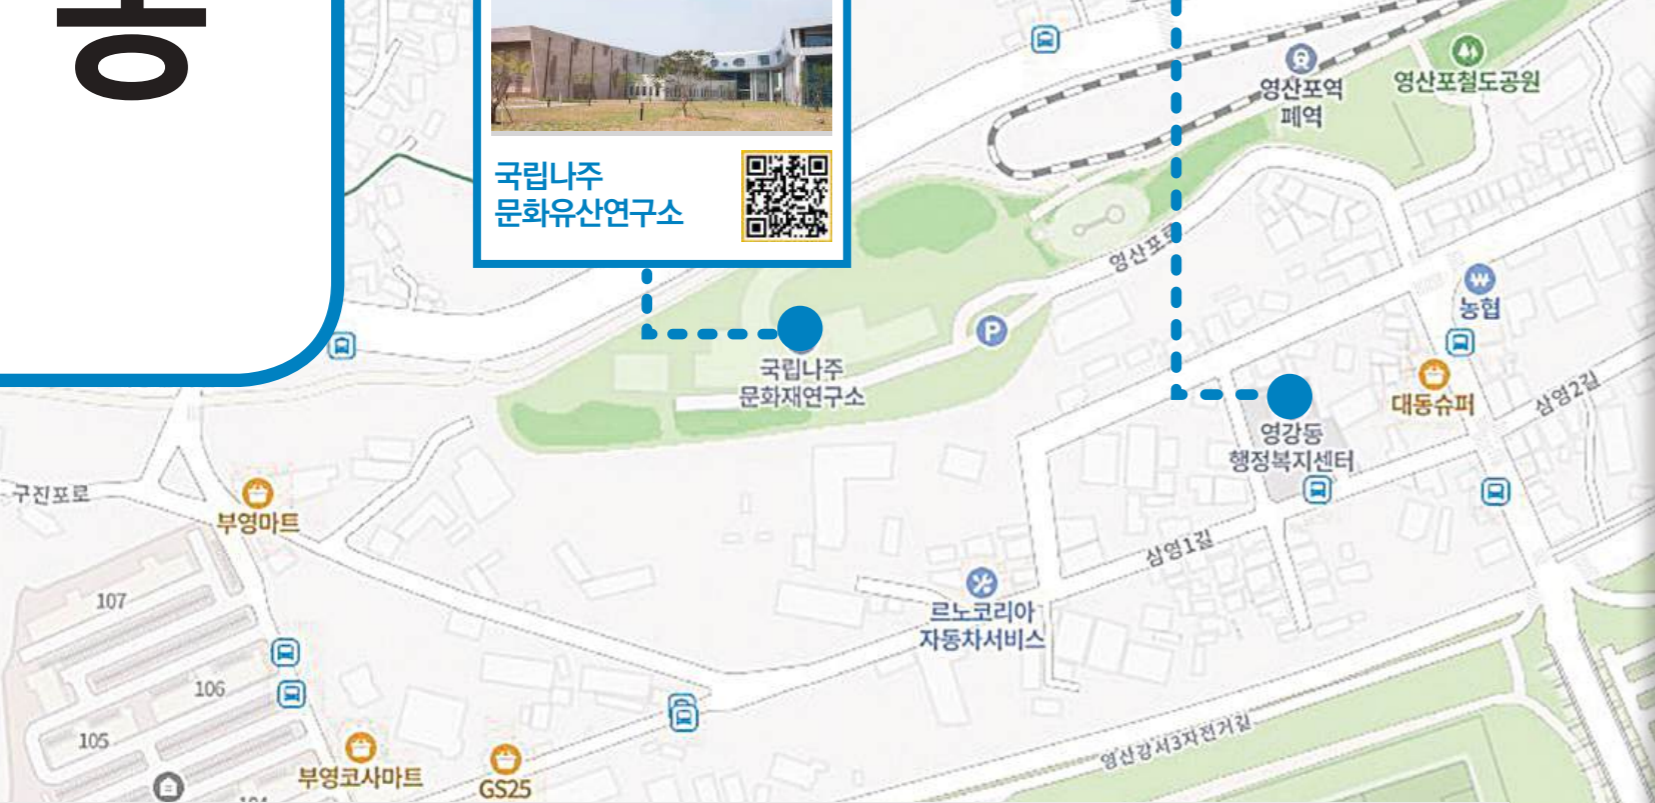 영산포역
폐역
영산포철도공원
국립나주
문화유산연구소
영산포로
농협
국립나주
문화재연구소
대동슈퍼
삼영2길
영강동
행정복지센터
구진포로
부영마트
삼영1길
107
르노코리아
자동차서비스
106
105
영산강서3자전거길
부영코사마트
GS25